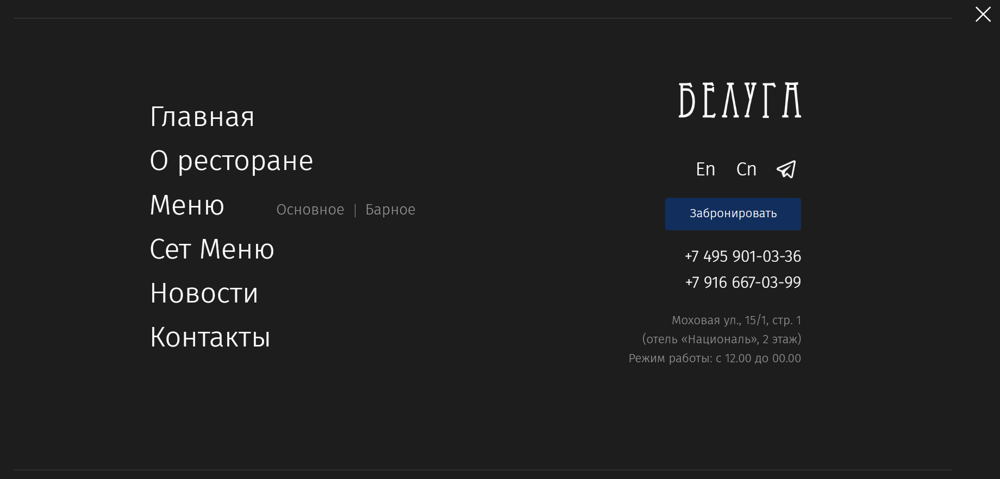 Главная
О ресторане
Меню
Основное | Барное
Сет Меню
Новости
Контакты
БЕЛУГА
En Cn
Забронировать
+7 495 901-03-36
+7 916 667-03-99
Моховая ул., 15/1, стр. 1
(отель «Националь», 2 этаж)
Режим работы: с 12.00 до 00.00